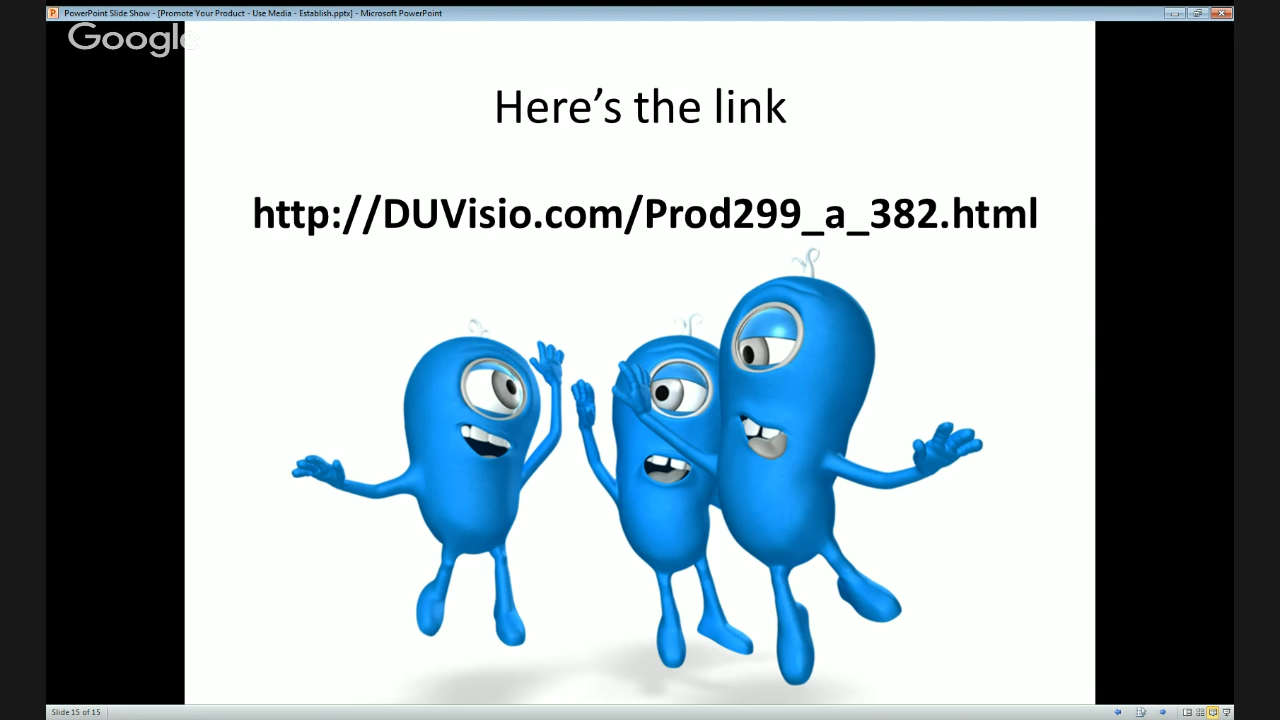 PowerPoint Slide Show - [Promote Your Product - Use Media - Establish.pptx] - Microsoft PowerPoint
Google
Here’s the link
http://DUVisio.com/Prod299_a_382.html
Slide 15 of 15